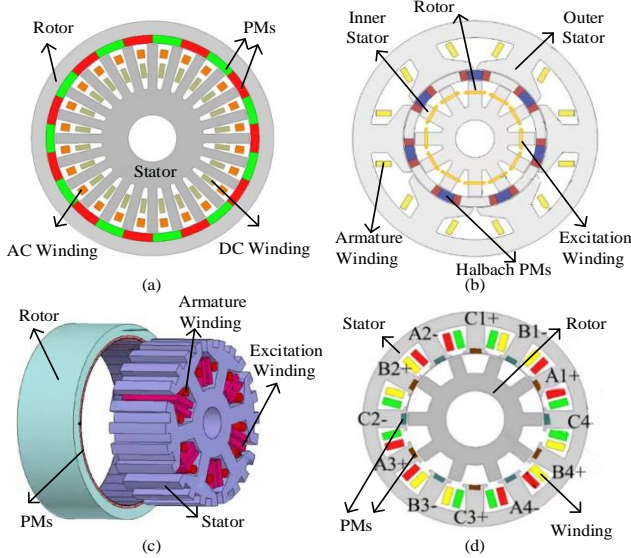 Rotor
PMs
Stator
AC Winding
DC Winding
(a)
Inner
Stator
Rotor
Outer
Stator
Armature
Winding
Halbach PMs
Excitation
Winding
(b)
Rotor
Armature
Winding
Excitation
Winding
PMs
Stator
(c)
Stator
Rotor
A2-
C1+
B1-
B2+
A1+
C2-
C4
A3+
B4+
B3-
C3+
A4-
PMs
Winding
(d)